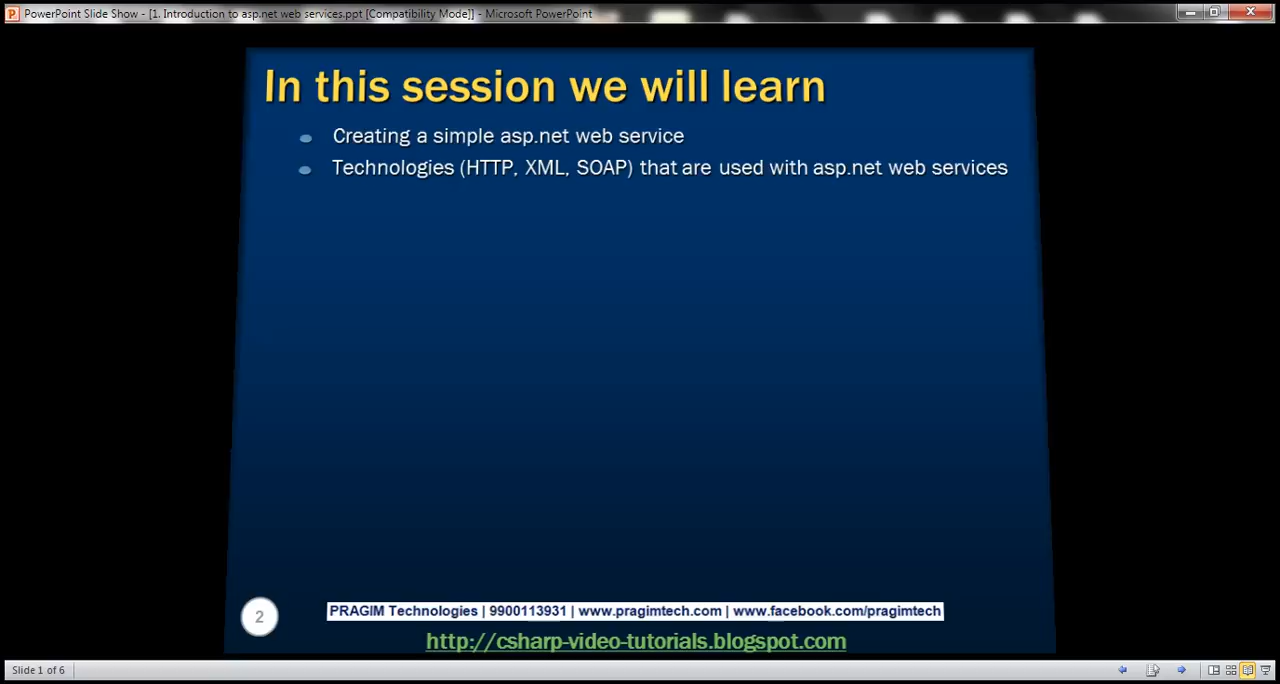 PowerPoint Slide Show - [1. Introduction to asp.net web services.ppt [Compatibility Mode]] - Microsoft PowerPoint
In this session we will learn
Creating a simple asp.net web service
Technologies (HTTP, XML, SOAP) that are used with asp.net web services
2
PRAGIM Technologies | 9900113931 | www.pragimtech.com | www.facebook.com/pragimtech
http://csharp-video-tutorials.blogspot.com
Slide 1 of 6